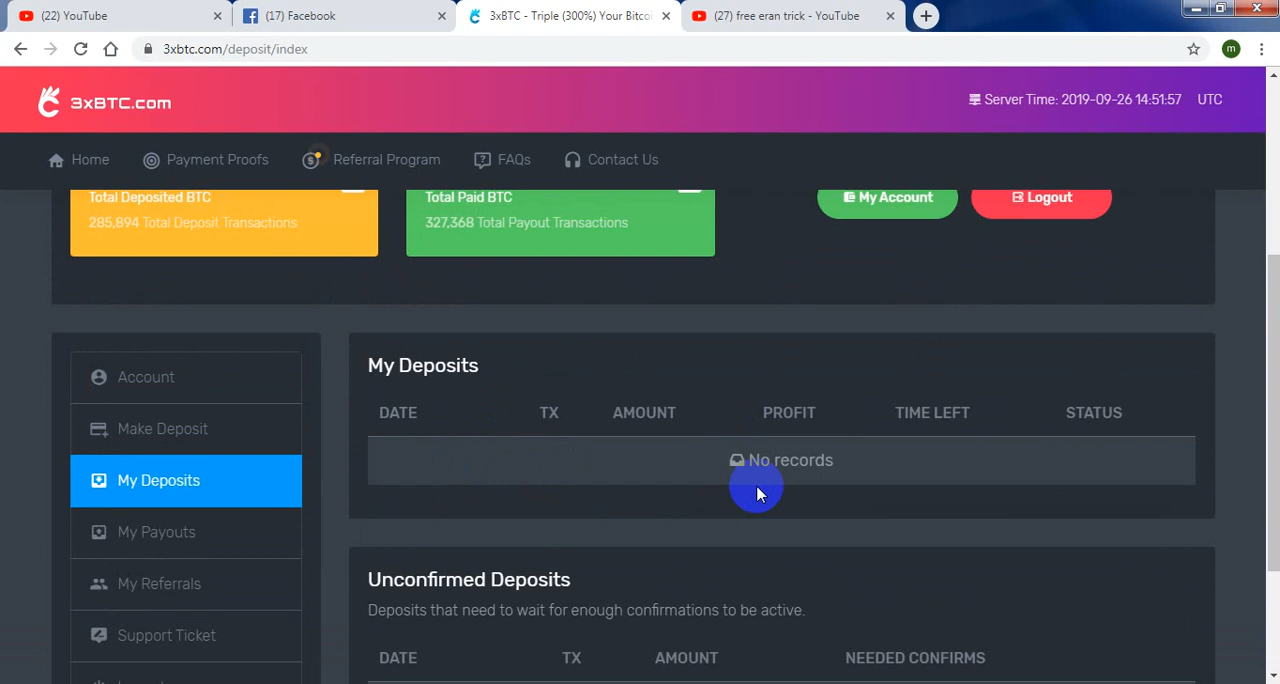 (22) YouTube
(17) Facebook
3xBTC - Triple (300%) Your Bitco
(27) free eran trick - YouTube
3xbtc.com/deposit/index
m
3xBTC.com
Server Time: 2019-09-26 14:51:57 UTC
Home
Payment Proofs
Referral Program
FAQs
Contact Us
Total Deposited BTC
285,894 Total Deposit Transactions
Total Paid BTC
327,368 Total Payout Transactions
My Account
Logout
Account
Make Deposit
My Deposits
My Payouts
My Referrals
Support Ticket
My Deposits
DATE TX AMOUNT PROFIT TIME LEFT STATUS
No records
Unconfirmed Deposits
Deposits that need to wait for enough confirmations to be active.
DATE TX AMOUNT NEEDED CONFIRMS